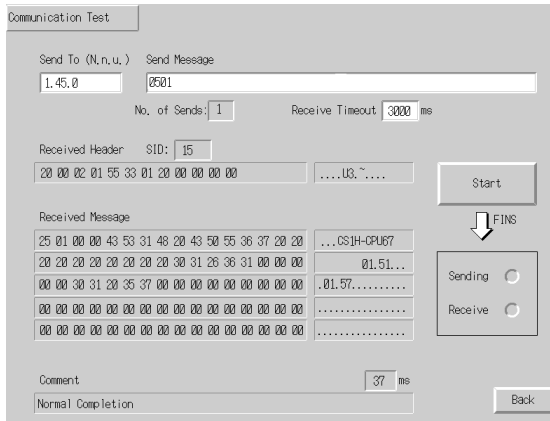 Communication Test
Send To (N.n.u.) Send Message
1.45.0 0501
No. of Sends: 1 Receive Timeout 3000 ms
Received Header SID: 15
20 00 02 01 55 33 01 20 00 00 00 00 ....U3.~....
Start
Received Message
FINS
25 01 00 00 43 53 31 48 20 43 50 55 36 37 20 20 ...CS1H-CPU67
20 20 20 20 20 20 20 20 30 31 26 36 31 00 00 00 01.51...
00 00 30 31 20 35 37 00 00 00 00 00 00 00 00 00 .01.57..........
Sending
00 00 00 00 00 00 00 00 00 00 00 00 00 00 00 00 ................
Receive
00 00 00 00 00 00 00 00 00 00 00 00 00 00 00 00 ................
Comment 37 ms
Normal Completion
Back